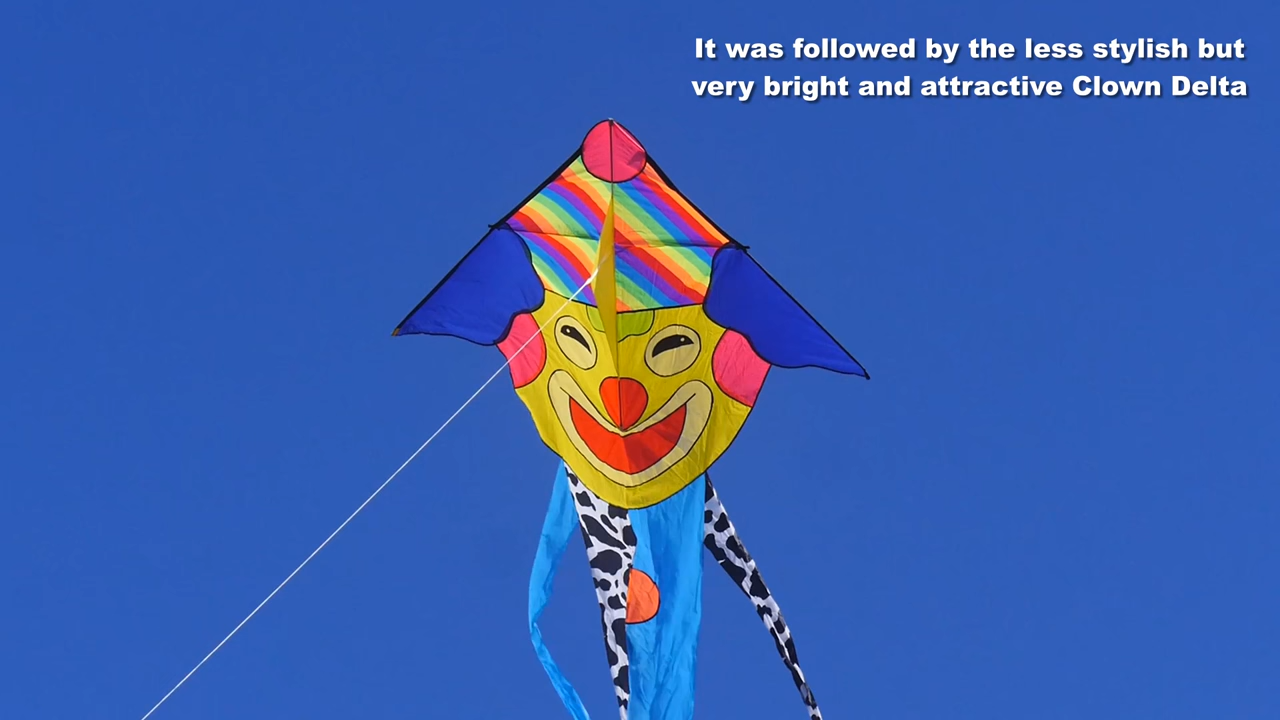 It was followed by the less stylish but
very bright and attractive Clown Delta